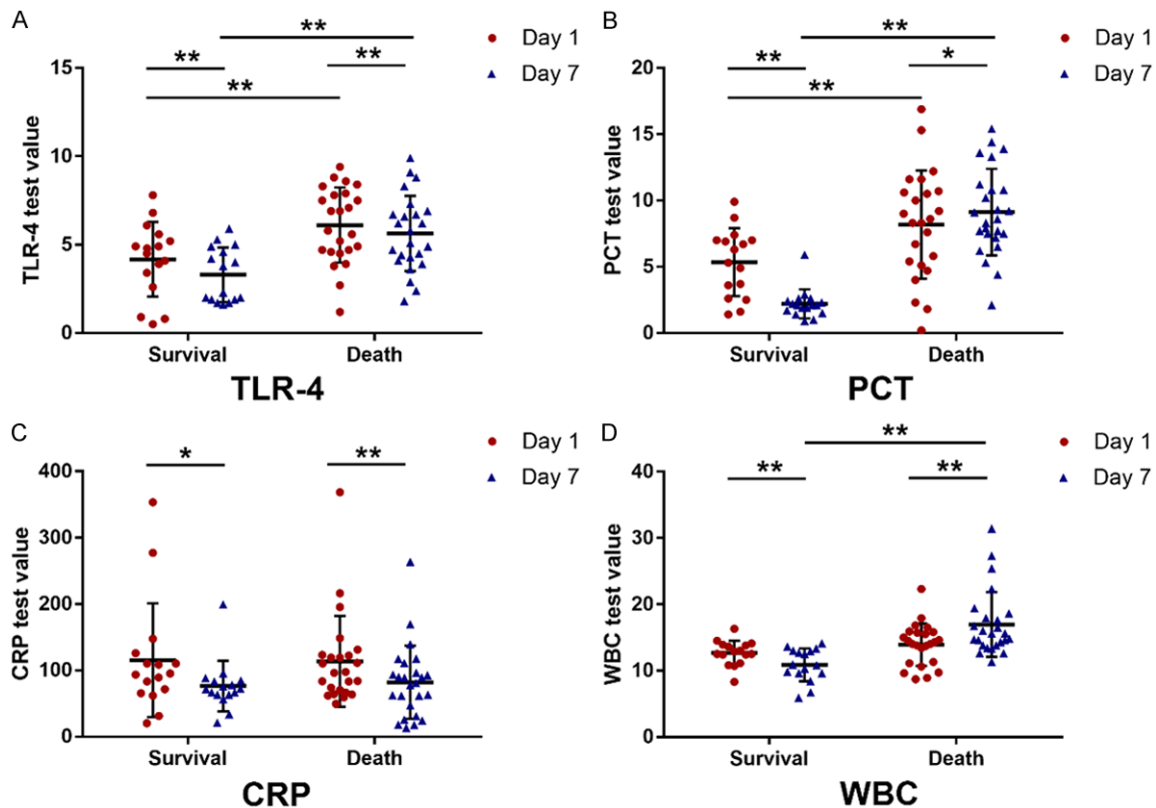 A
** **
** **
**
Day 1
Day 7
TLR-4 test value
15
10
5
0
Survival Death
TLR-4
B
** **
** *
**
Day 1
Day 7
PCT test value
20
15
10
5
0
Survival Death
PCT
C
* **
Day 1
Day 7
CRP test value
400
300
200
100
0
Survival Death
CRP
D
**
** **
Day 1
Day 7
WBC test value
40
30
20
10
0
Survival Death
WBC